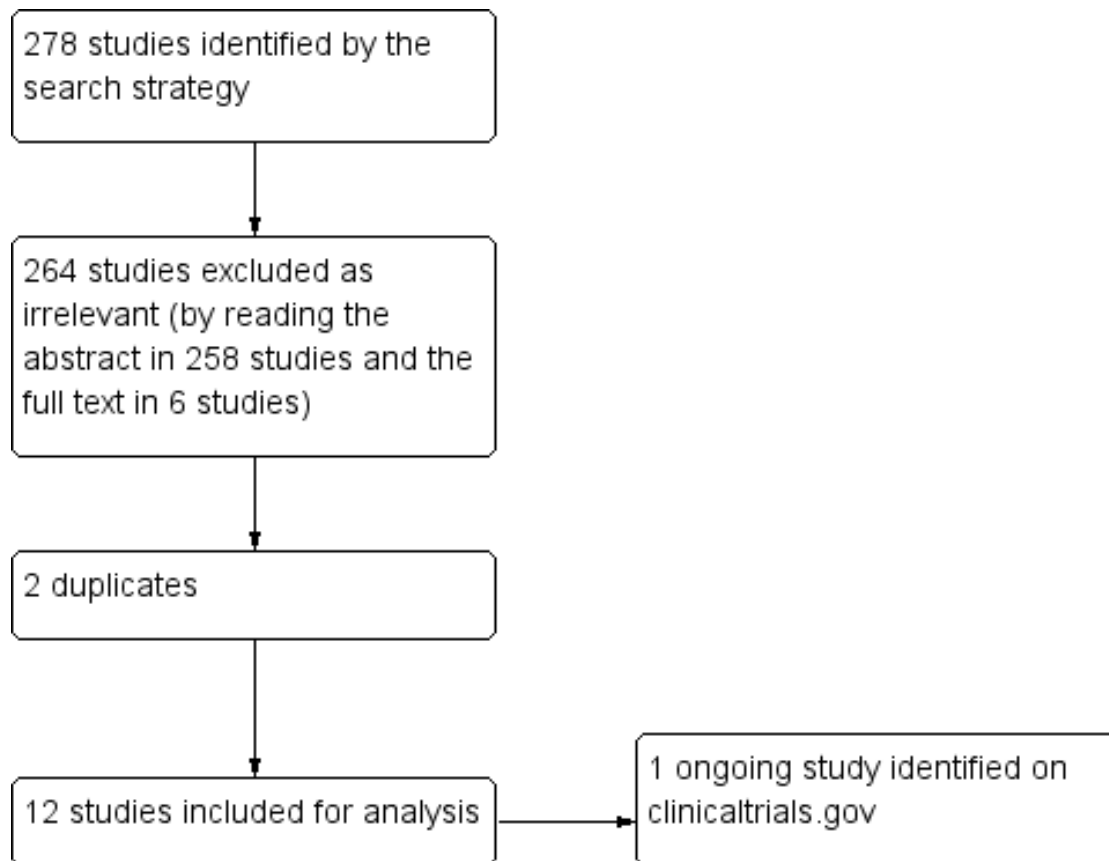 278 studies identified by the
search strategy
264 studies excluded as
irrelevant (by reading the
abstract in 258 studies and the
full text in 6 studies)
2 duplicates
12 studies included for analysis
1 ongoing study identified on
clinicaltrials.gov